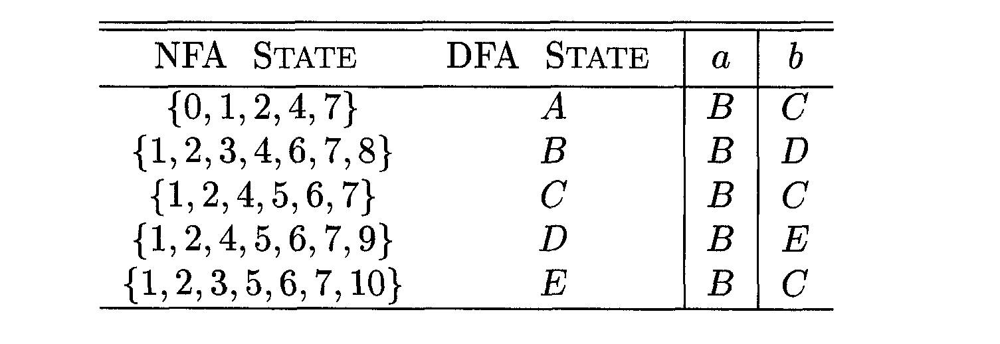 NFA STATE DFA STATE a b
{0, 1, 2, 4, 7} A B C
{1, 2, 3, 4, 6, 7, 8} B B D
{1, 2, 4, 5, 6, 7} C B C
{1, 2, 4, 5, 6, 7, 9} D B E
{1, 2, 3, 5, 6, 7, 10} E B C